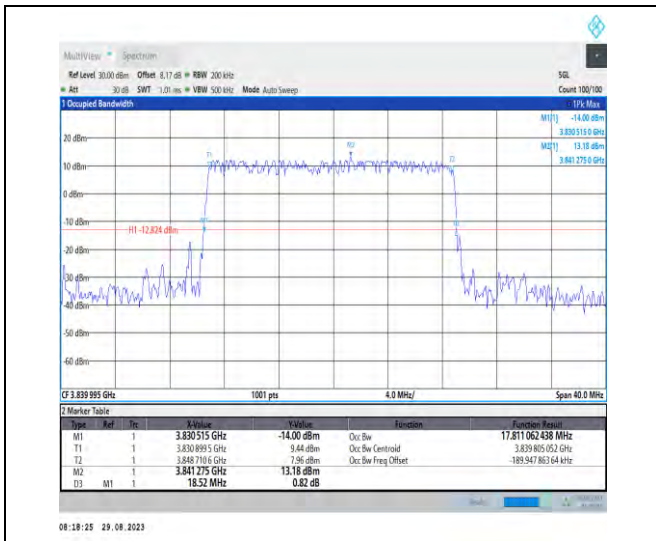 MultiView Spectrum
Ref Level 30.00 dBm Offset 8.17 dB RBW 200 kHz SGL
Att 30 dB SWT 1.01 ms VBW 500 kHz Mode Auto Sweep Count 100/100
1 Occupied Bandwidth 1Pk Max
M1[1] -14.00 dBm
3.830 515 0 GHz
M2[1] 13.18 dBm
3.841 275 0 GHz
20 dBm
T1 M2 T2
10 dBm
0 dBm
-10 dBm
H1 -12.824 dBm
-20 dBm
-30 dBm
-40 dBm
-50 dBm
-60 dBm
CF 3.839 995 GHz 1001 pts 4.0 MHz/ Span 40.0 MHz
2 Marker Table
Type Ref Trc X-Value Y-Value Function Function Result
M1 1 3.830 515 GHz -14.00 dBm Occ Bw 17.811 062 438 MHz
T1 1 3.830 899 5 GHz 9.44 dBm Occ Bw Centroid 3.839 805 052 GHz
T2 1 3.848 710 6 GHz 7.96 dBm Occ Bw Freq Offset -189.947 863 64 kHz
M2 1 3.841 275 GHz 13.18 dBm
D3 M1 1 18.52 MHz 0.82 dB
08:18:25 29.08.2023